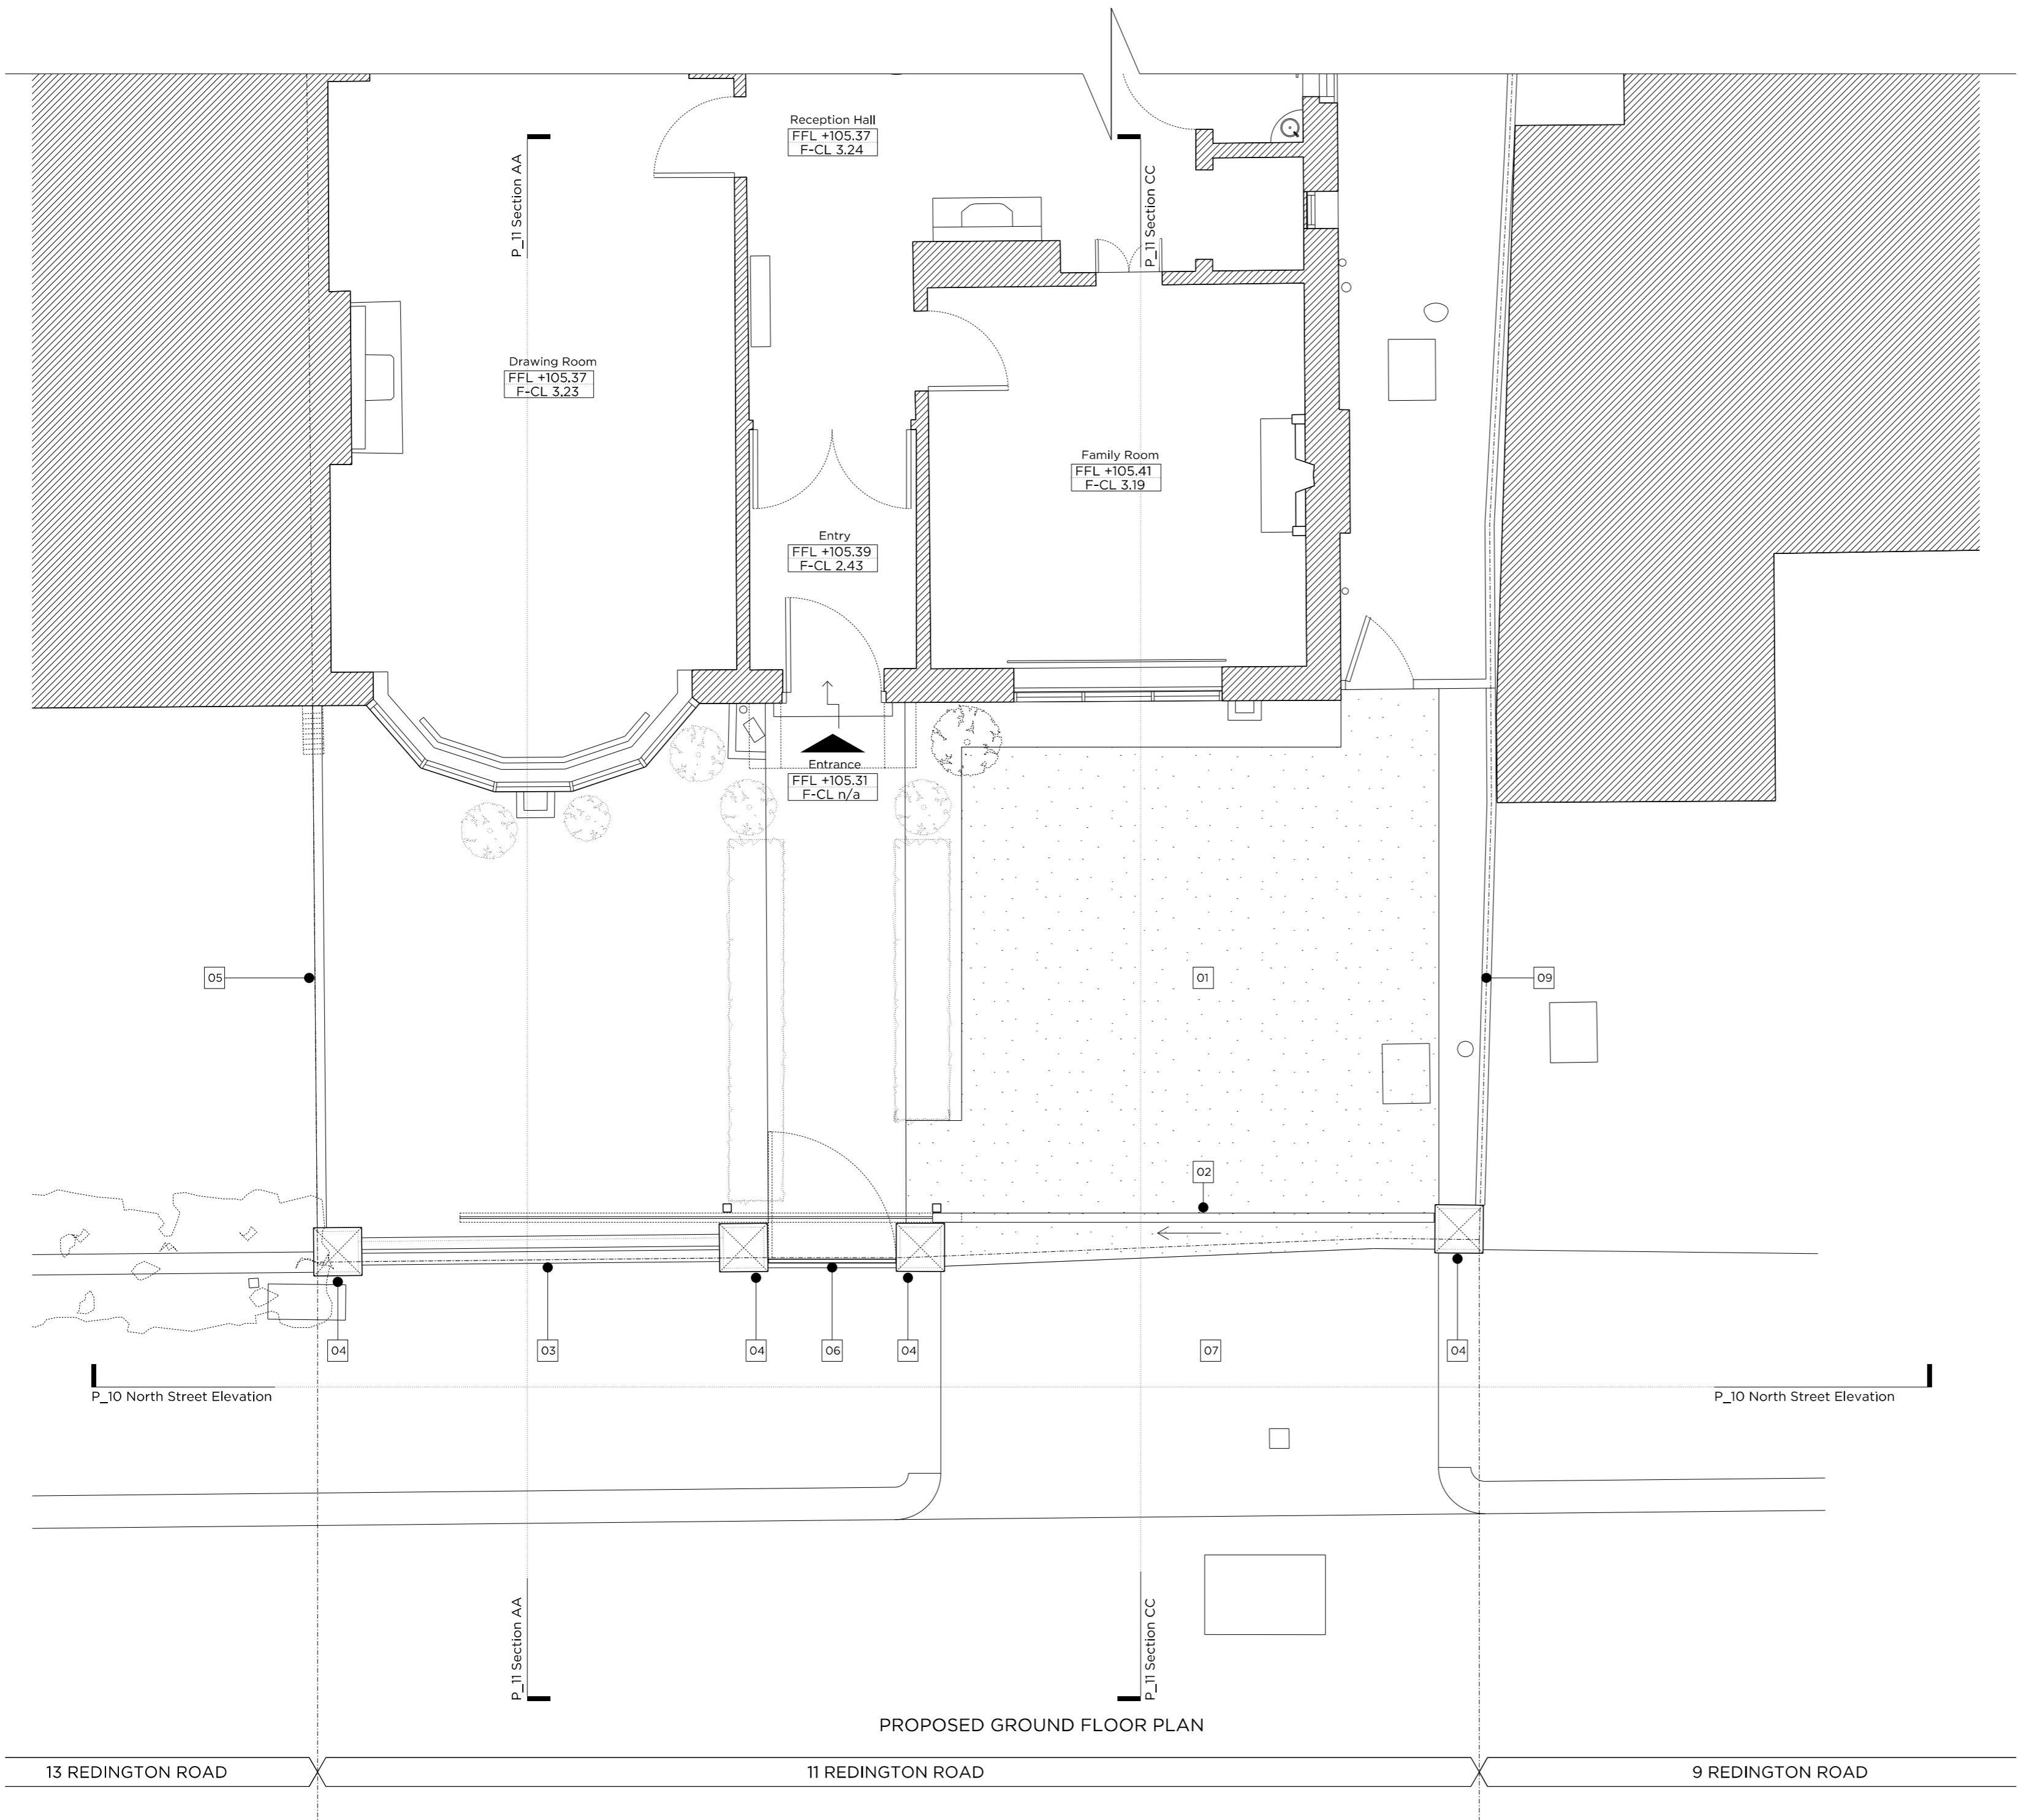 Reception Hall
FFL +105.37
F-CL 3.24
P_11 Section AA
P_11 Section CC
Drawing Room
FFL +105.37
F-CL 3.23
Family Room
FFL +105.41
F-CL 3.19
Entry
FFL +105.39
F-CL 2.43
Entrance
FFL +105.31
F-CL n/a
05
01
09
02
04
03
04
06
04
07
04
P_10 North Street Elevation
P_10 North Street Elevation
P_11 Section AA
P_11 Section CC
PROPOSED GROUND FLOOR PLAN
13 REDINGTON ROAD
11 REDINGTON ROAD
9 REDINGTON ROAD